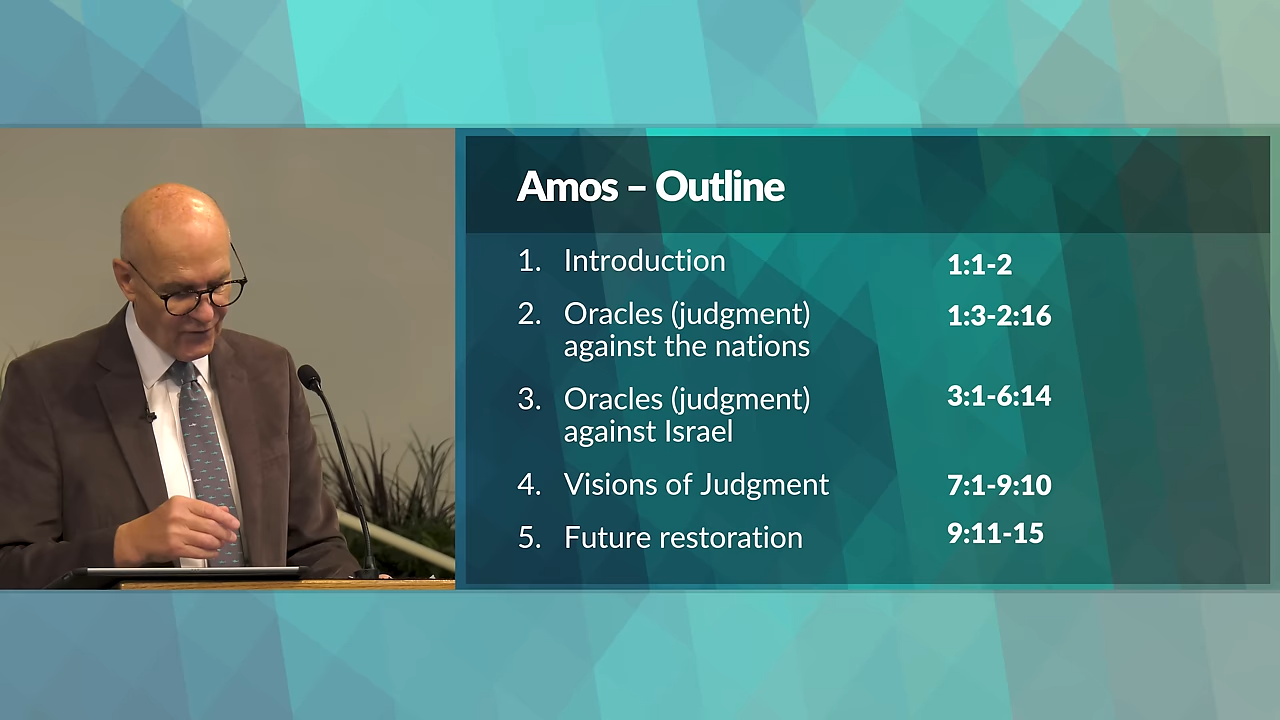 Amos – Outline
1. Introduction 1:1-2
2. Oracles (judgment) 1:3-2:16
against the nations
3. Oracles (judgment) 3:1-6:14
against Israel
4. Visions of Judgment 7:1-9:10
5. Future restoration 9:11-15